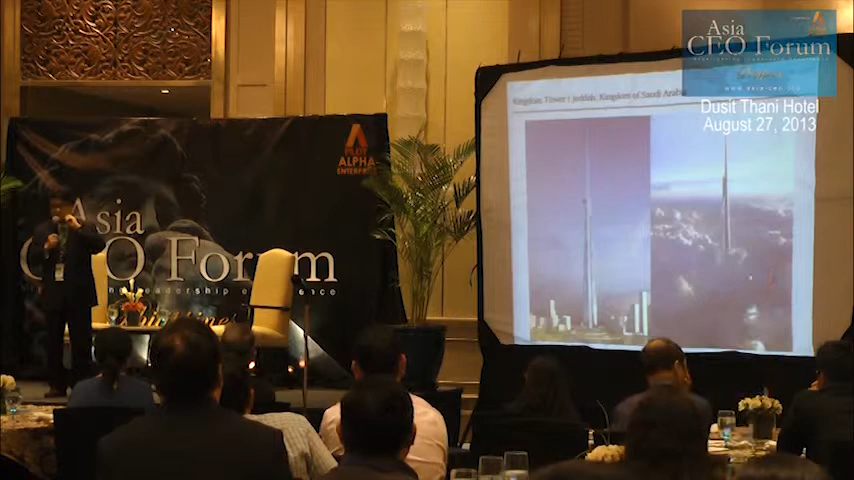 Asia
CEO Forum
www.asia-ceo.org
Dusit Thani Hotel
August 27, 2013
Kingdom Tower : Jeddah, Kingdom of Saudi Arabia
ALPHA
Asia
CEO Forum